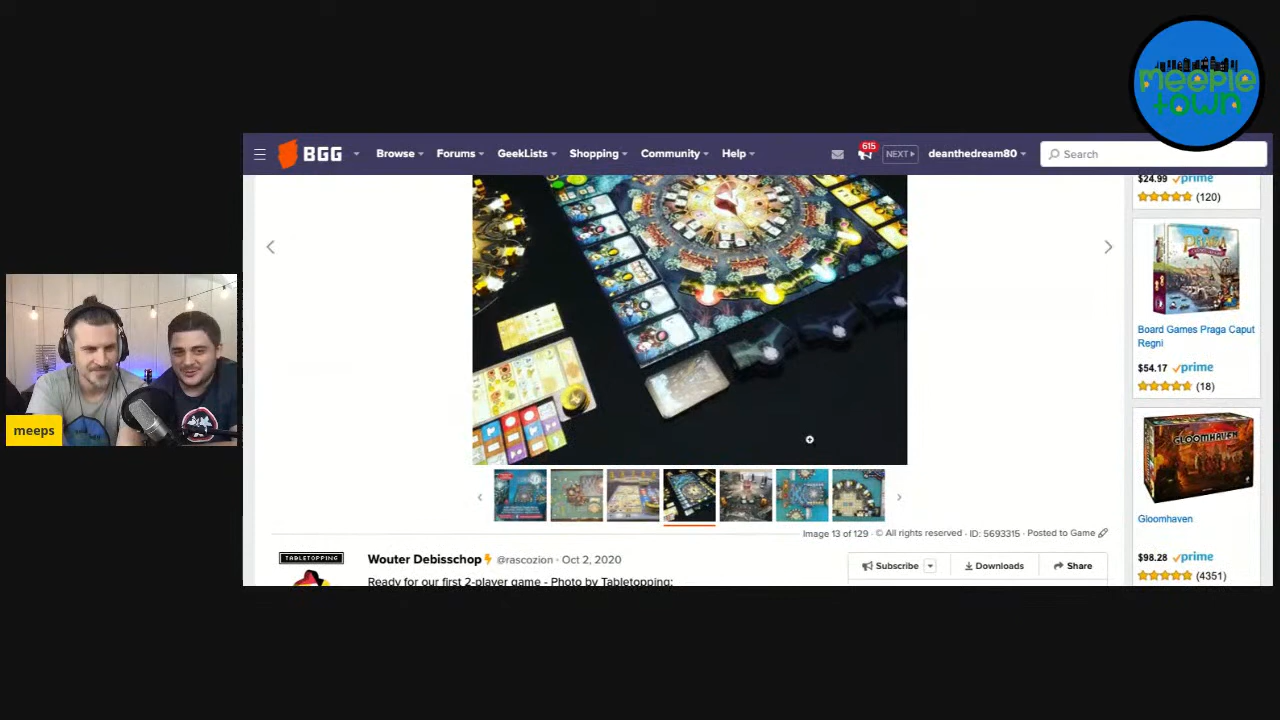 meeple
town
BGG
Browse
Forums
GeekLists
Shopping
Community
Help
615
NEXT
deanthedream80
Search
$24.99 prime
(120)
Board Games Praga Caput
Regni
$54.17 prime
(18)
GLOOMHAVEN
Gloomhaven
$98.28 prime
(4351)
meeps
Image 13 of 129 · © All rights reserved · ID: 5693315 · Posted to Game
TABLETOPPING
Wouter Debisschop @rascozion · Oct 2, 2020
Subscribe
Downloads
Share
Ready for our first 2-player game - Photo by Tabletopping: